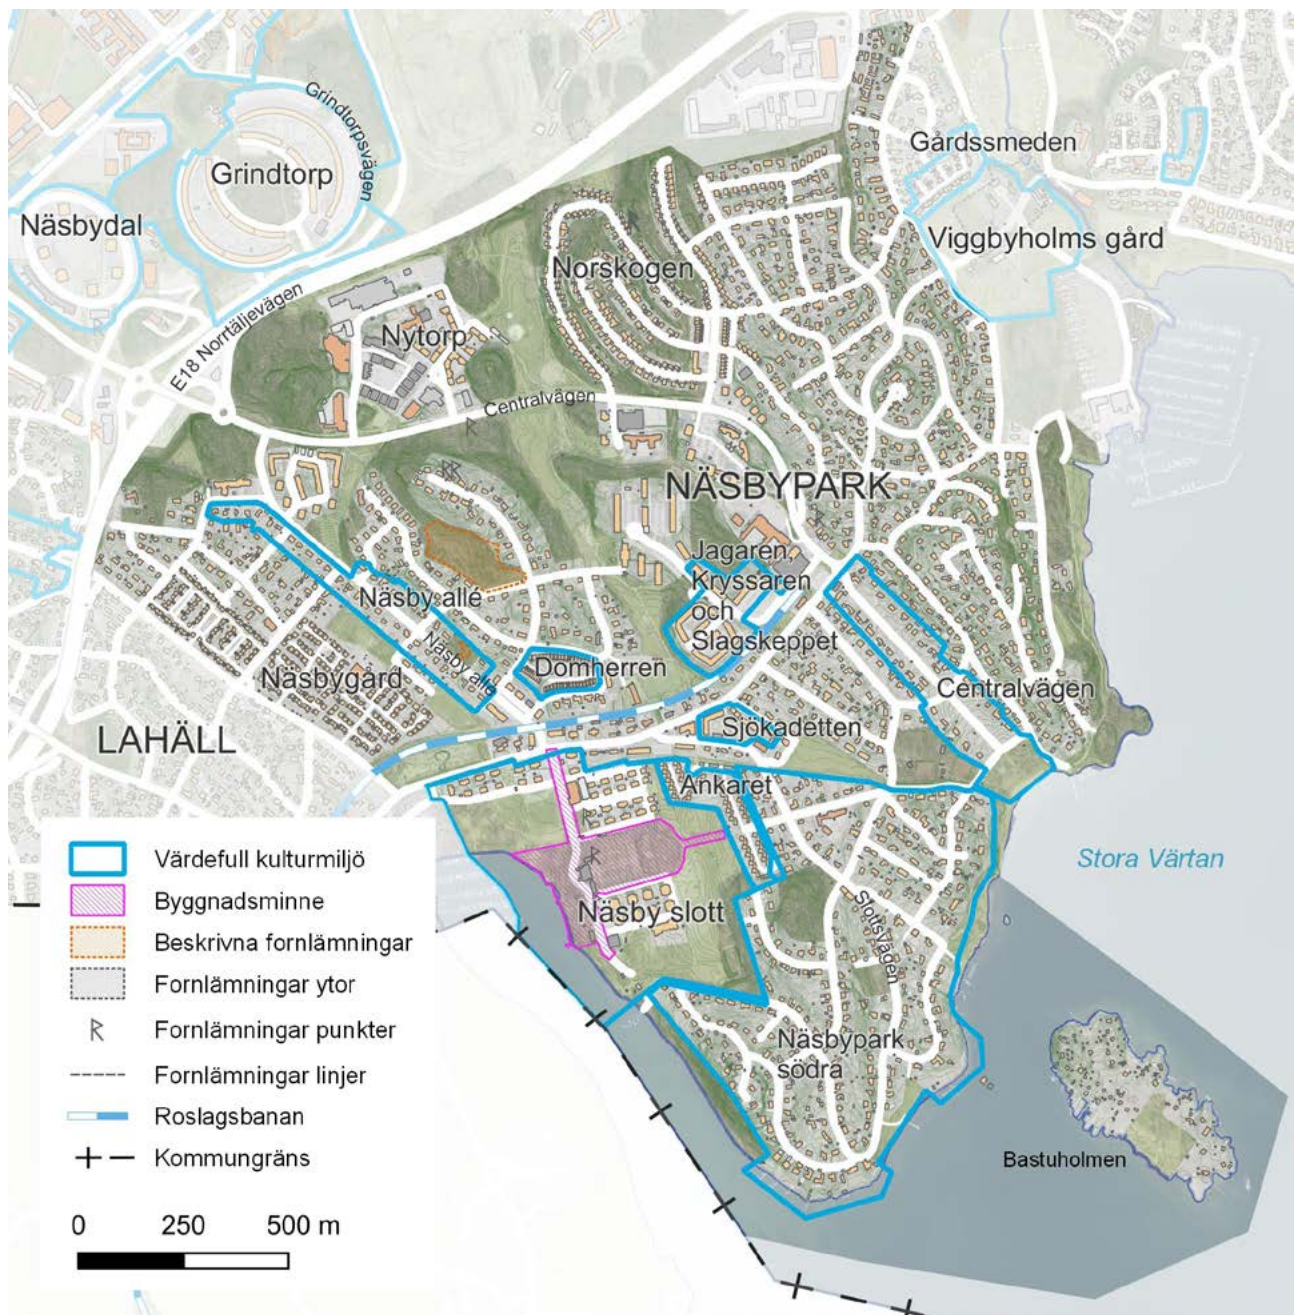 Grindtorpsvägen
Gårdssmeden
Grindtorp
Näsbydal
Viggbyholms gård
Norskogen
E18 Norrtäljevägen
Nytorp
Centralvägen
NÄSBYPARK
Jagaren,
Kryssaren
och
Slagskeppet
Näsby allé
Näsby allé
Domherren
Näsbygård
Centralvägen
Sjökadetten
LAHÄLL
Ankaret
Stora Värtan
Näsby slott
Slottsvägen
Näsbypark
södra
Bastuholmen
Värdefull kulturmiljö
Byggnadsminne
Beskrivna fornlämningar
Fornlämningar ytor
Fornlämningar punkter
Fornlämningar linjer
Roslagsbanan
Kommungräns
0 250 500 m